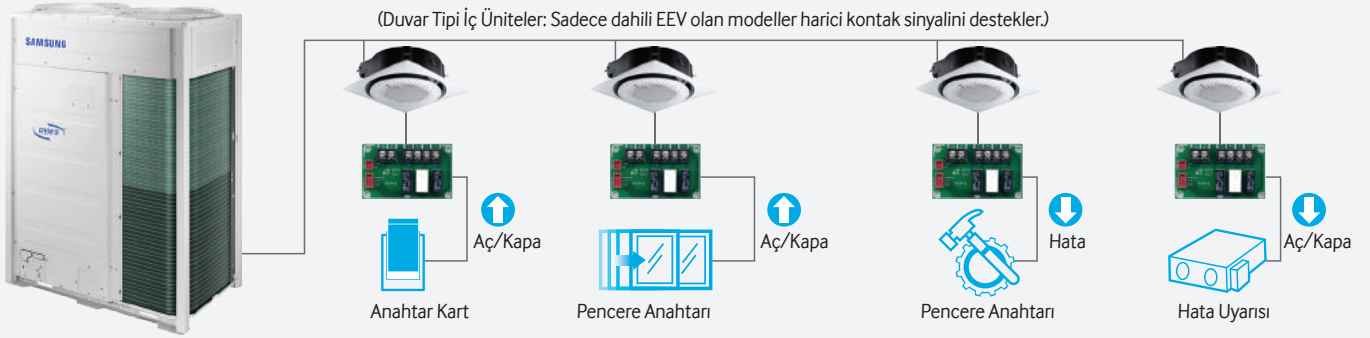 (Duvar Tipi İç Üniteler: Sadece dahili EEV olan modeller harici kontak sinyalini destekler.)
SAMSUNG
DVM S
Aç/Kapa
Aç/Kapa
Hata
Aç/Kapa
Anahtar Kart
Pencere Anahtarı
Pencere Anahtarı
Hata Uyarısı